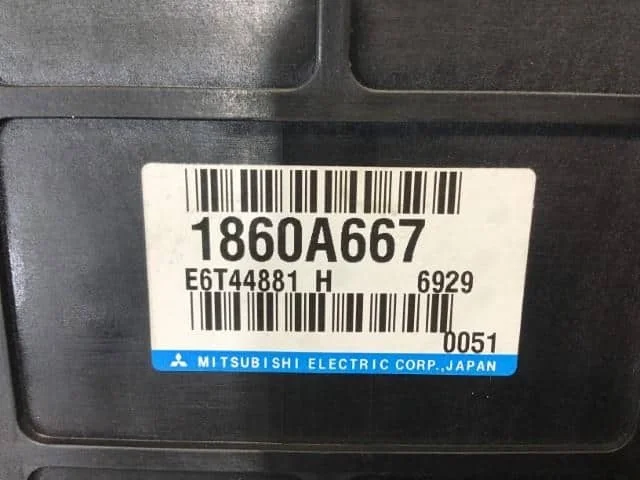 1860A667
E6T44881 H 6929
0051
MITSUBISHI ELECTRIC CORP.,JAPAN